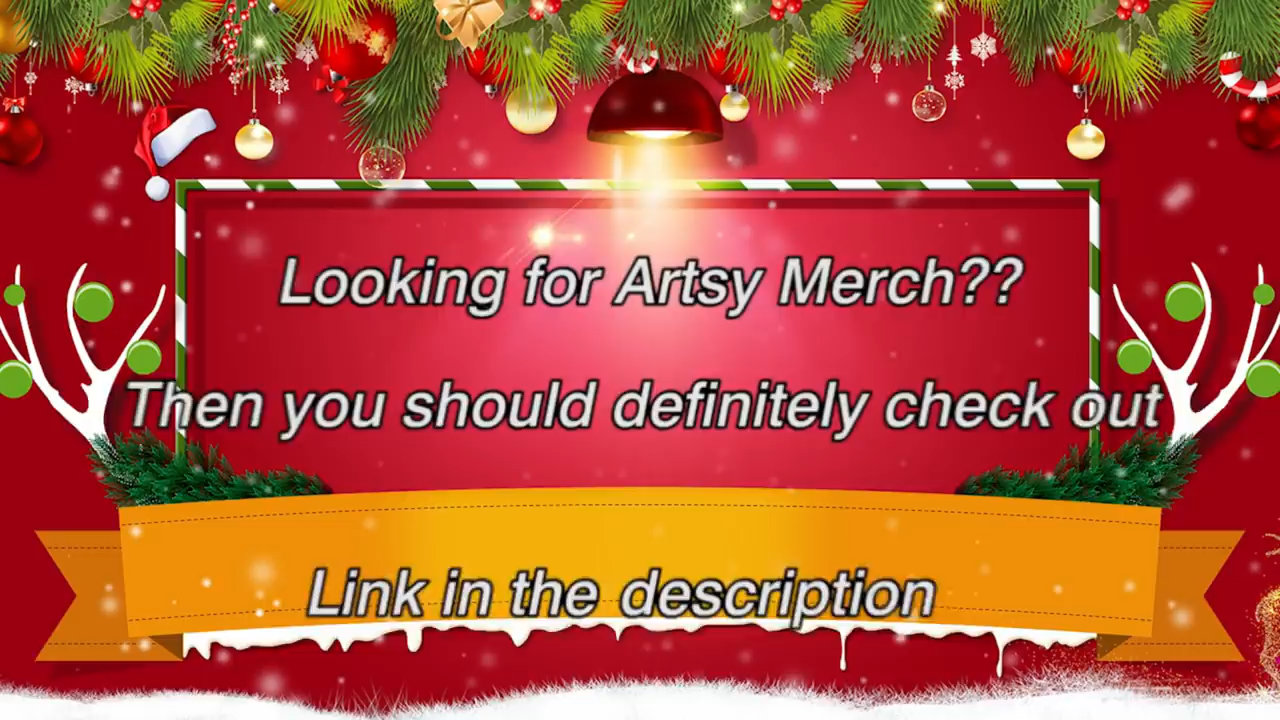 Looking for Artsy Merch??
Then you should definitely check out
Link in the description